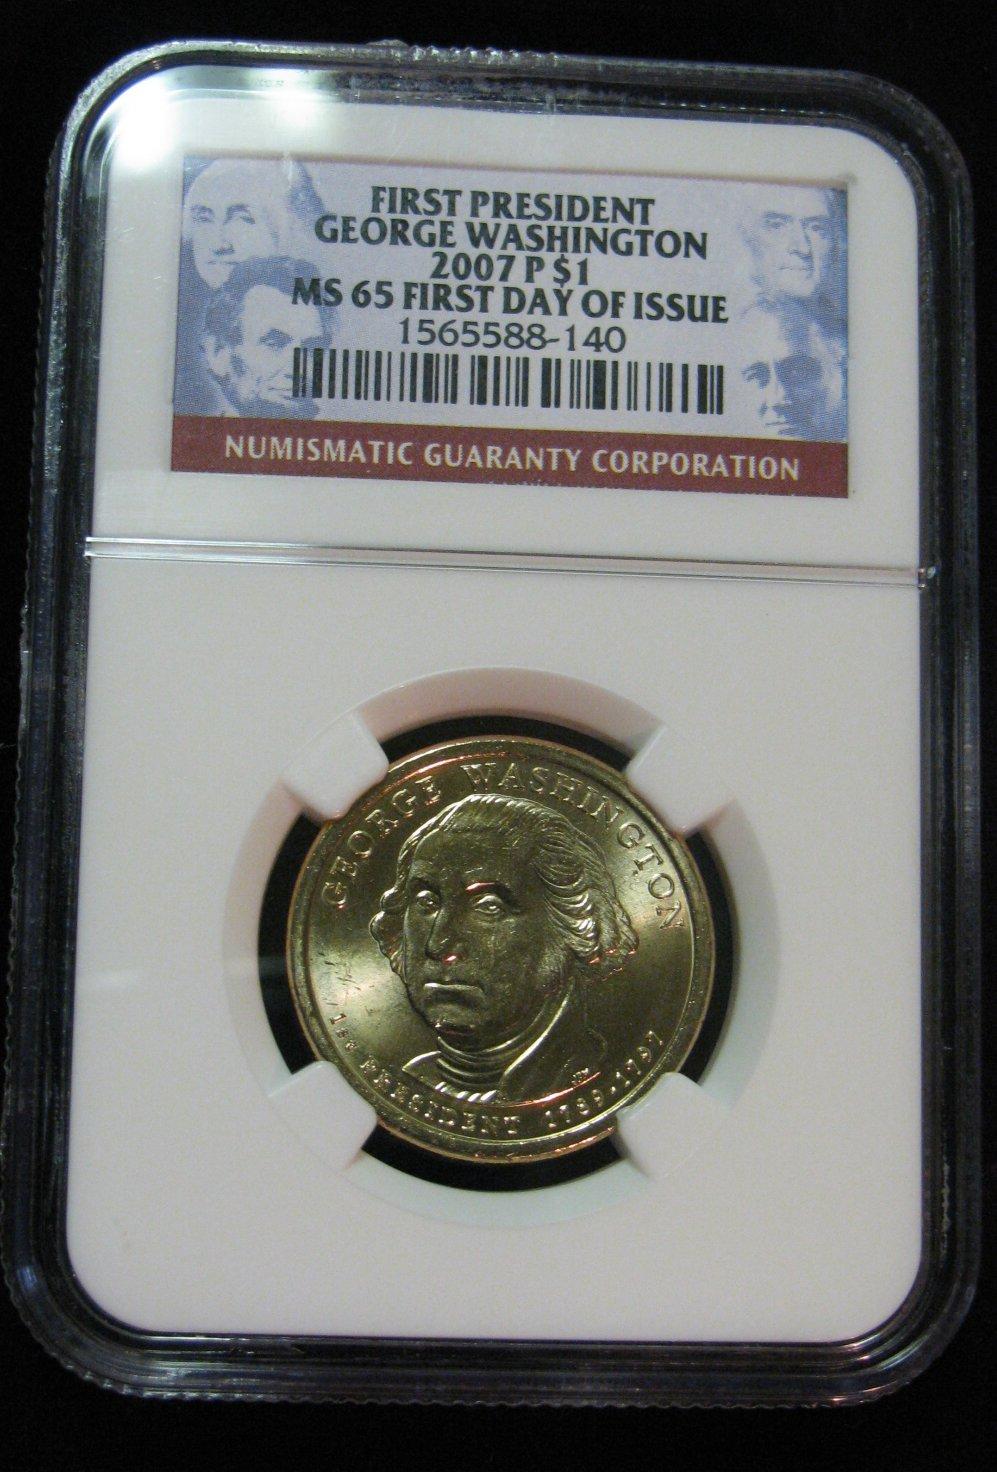 FIRST PRESIDENT
GEORGE WASHINGTON
2007 P $1
MS 65 FIRST DAY OF ISSUE
1565588-140
NUMISMATIC GUARANTY CORPORATION
GEORGE WASHINGTON
1ST PRESIDENT 1789-1797